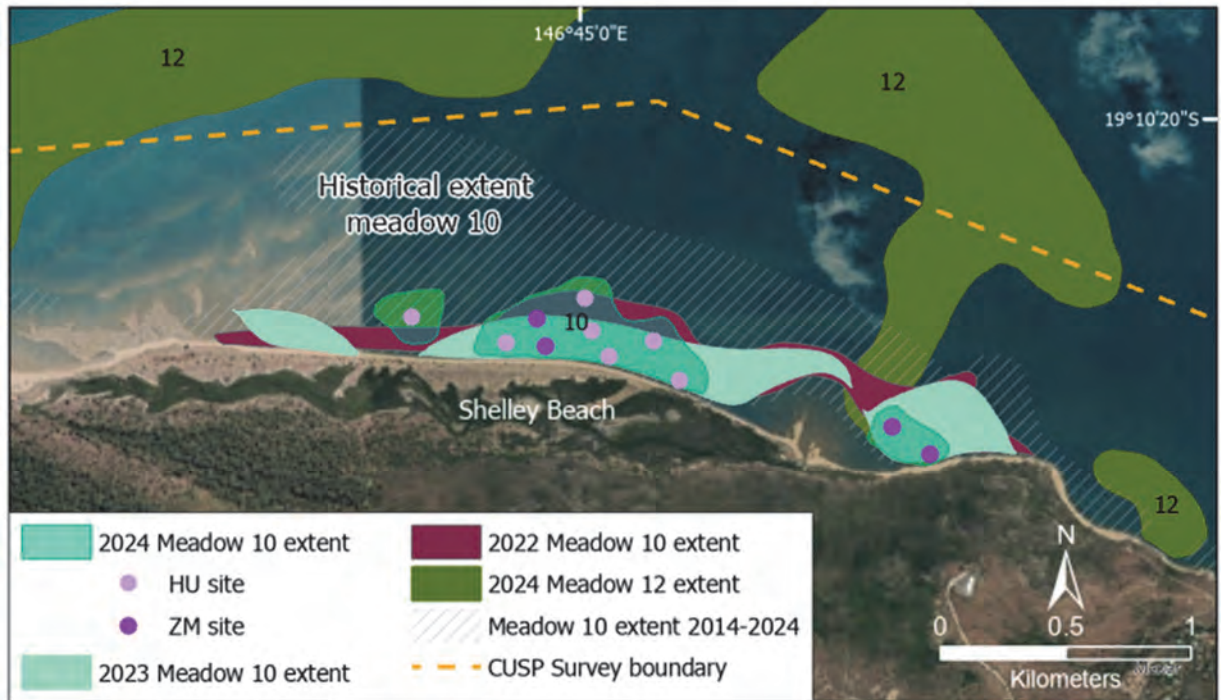 146°45'0"E
12
12
19°10'20"S
Historical extent
meadow 10
10
Shelley Beach
12
2024 Meadow 10 extent
HU site
ZM site
2023 Meadow 10 extent
2022 Meadow 10 extent
2024 Meadow 12 extent
Meadow 10 extent 2014-2024
CUSP Survey boundary
N
0 0.5 1
Kilometers